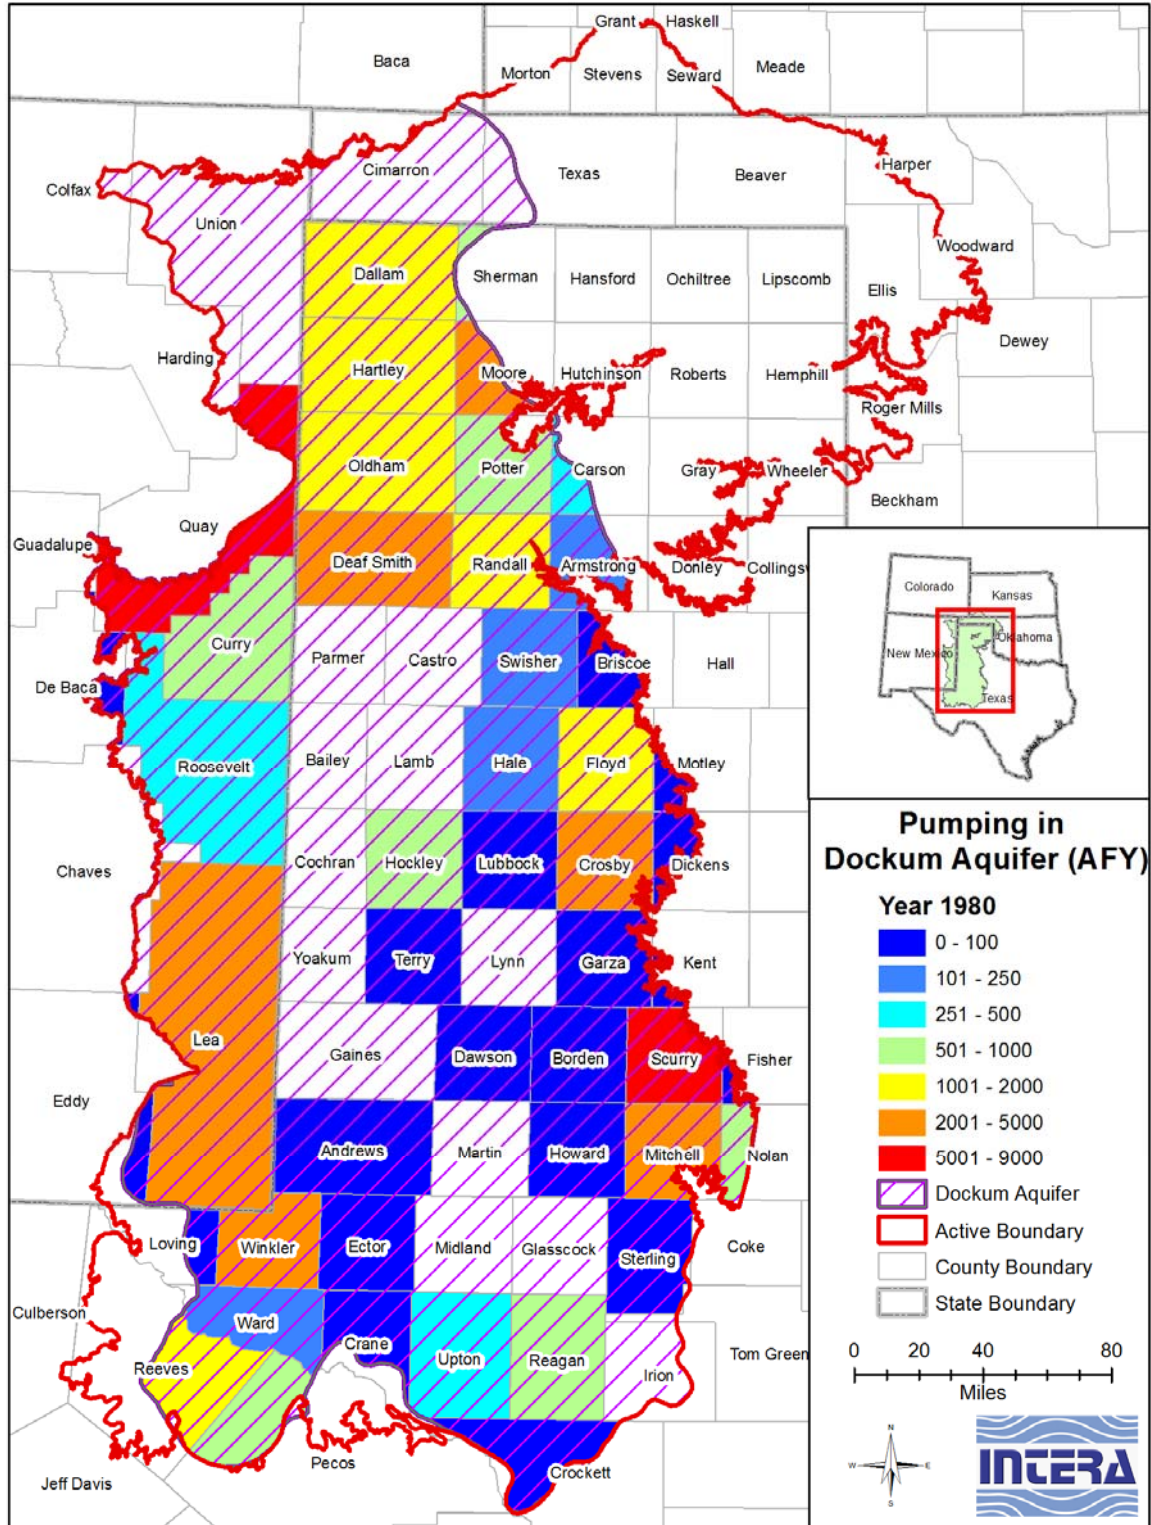 Grant
Haskell
Baca
Morton
Stevens
Seward
Meade
Colfax
Cimarron
Texas
Beaver
Harper
Union
Woodward
Dallam
Sherman
Hansford
Ochiltree
Lipscomb
Ellis
Harding
Hartley
Moore
Hutchinson
Roberts
Hemphill
Dewey
Roger Mills
Oldham
Potter
Carson
Gray
Wheeler
Beckham
Quay
Guadalupe
Deaf Smith
Randall
Armstrong
Donley
Collingsv
Curry
Parmer
Castro
Swisher
Briscoe
Hall
De Baca
Roosevelt
Bailey
Lamb
Hale
Floyd
Motley
Chaves
Cochran
Hockley
Lubbock
Crosby
Dickens
Yoakum
Terry
Lynn
Garza
Kent
Lea
Gaines
Dawson
Borden
Scurry
Fisher
Eddy
Andrews
Martin
Howard
Mitchell
Nolan
Loving
Winkler
Ector
Midland
Glasscock
Sterling
Coke
Culberson
Ward
Crane
Reeves
Upton
Reagan
Irion
Tom Green
Pecos
Crockett
Jeff Davis
Colorado
Kansas
New Mexico
Oklahoma
Texas
Pumping in
Dockum Aquifer (AFY)
Year 1980
0 - 100
101 - 250
251 - 500
501 - 1000
1001 - 2000
2001 - 5000
5001 - 9000
Dockum Aquifer
Active Boundary
County Boundary
State Boundary
0 20 40 80
Miles
N
W E
S
INTERA